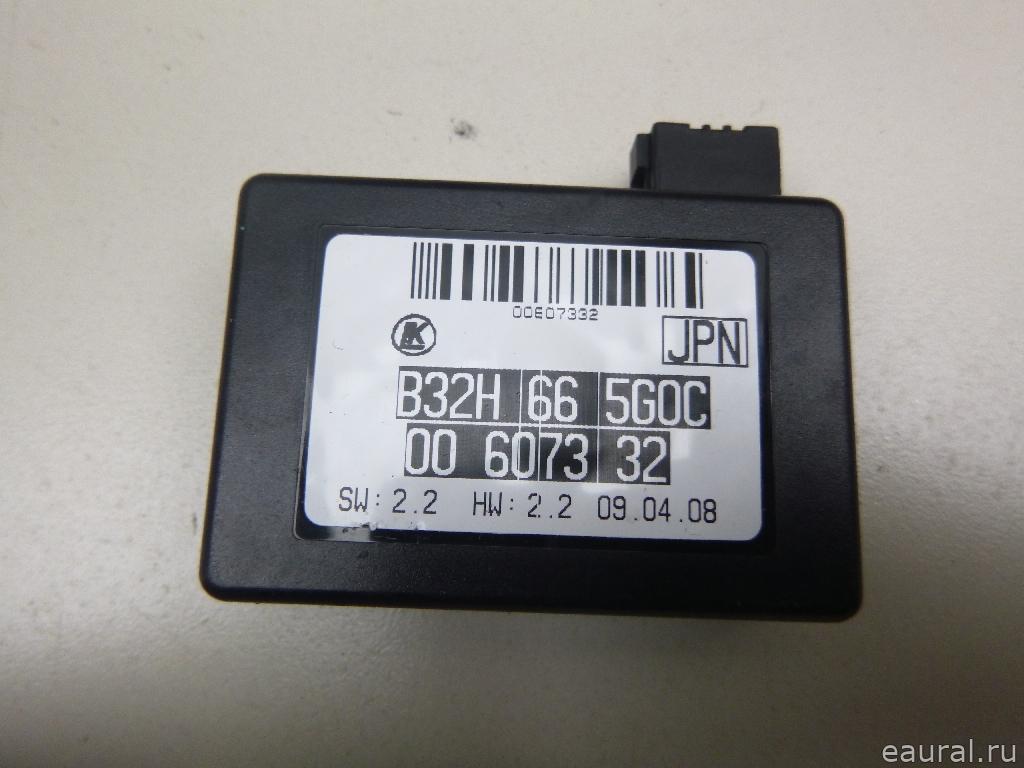 00607332
JPN
B32H 66 5G0C
00 6073 32
SW: 2.2 HW: 2.2 09.04.08
eaural.ru